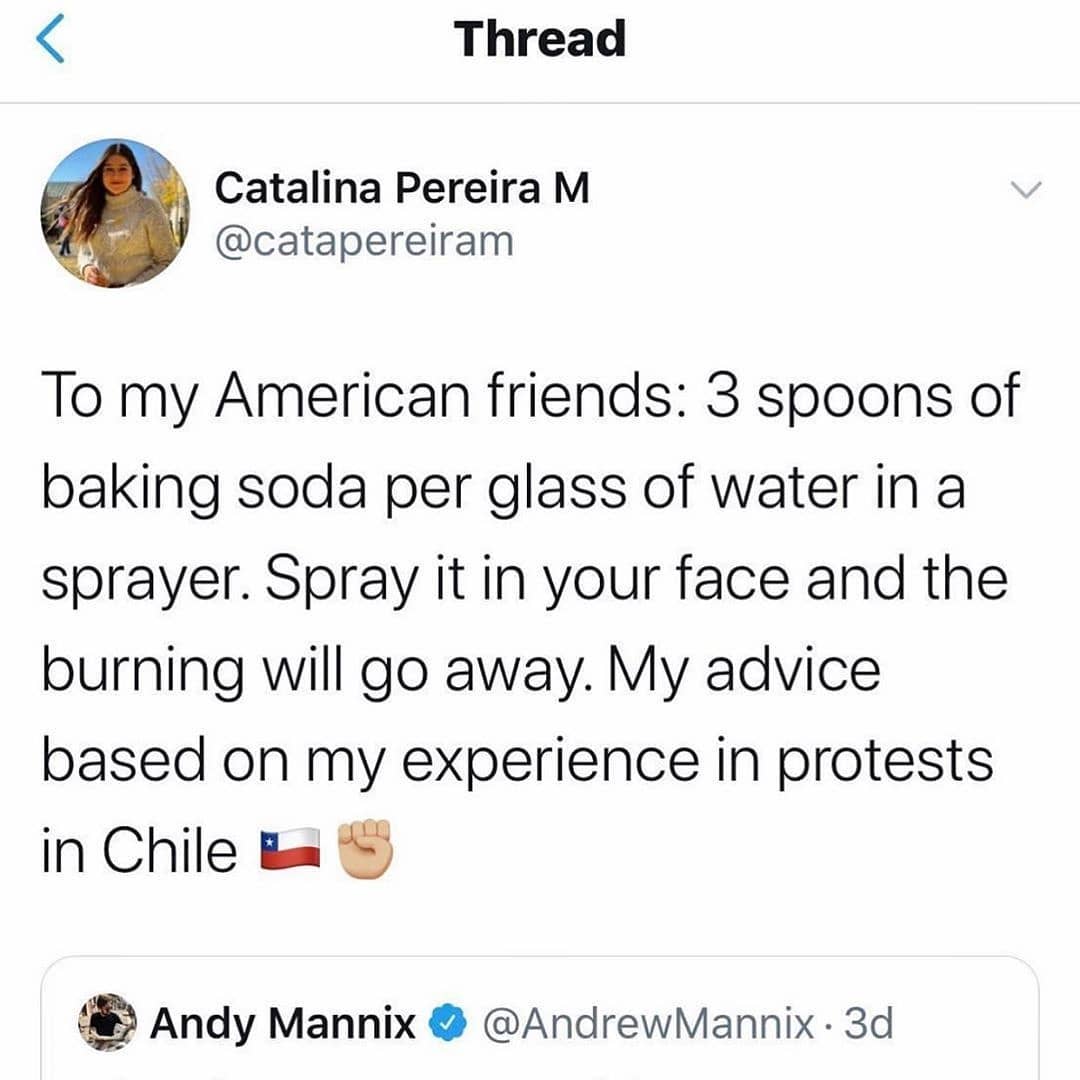 Thread
Catalina Pereira M
@catapereiram
To my American friends: 3 spoons of
baking soda per glass of water in a
sprayer. Spray it in your face and the
burning will go away. My advice
based on my experience in protests
in Chile 🇨🇱 ✊🏼
Andy Mannix @AndrewMannix · 3d